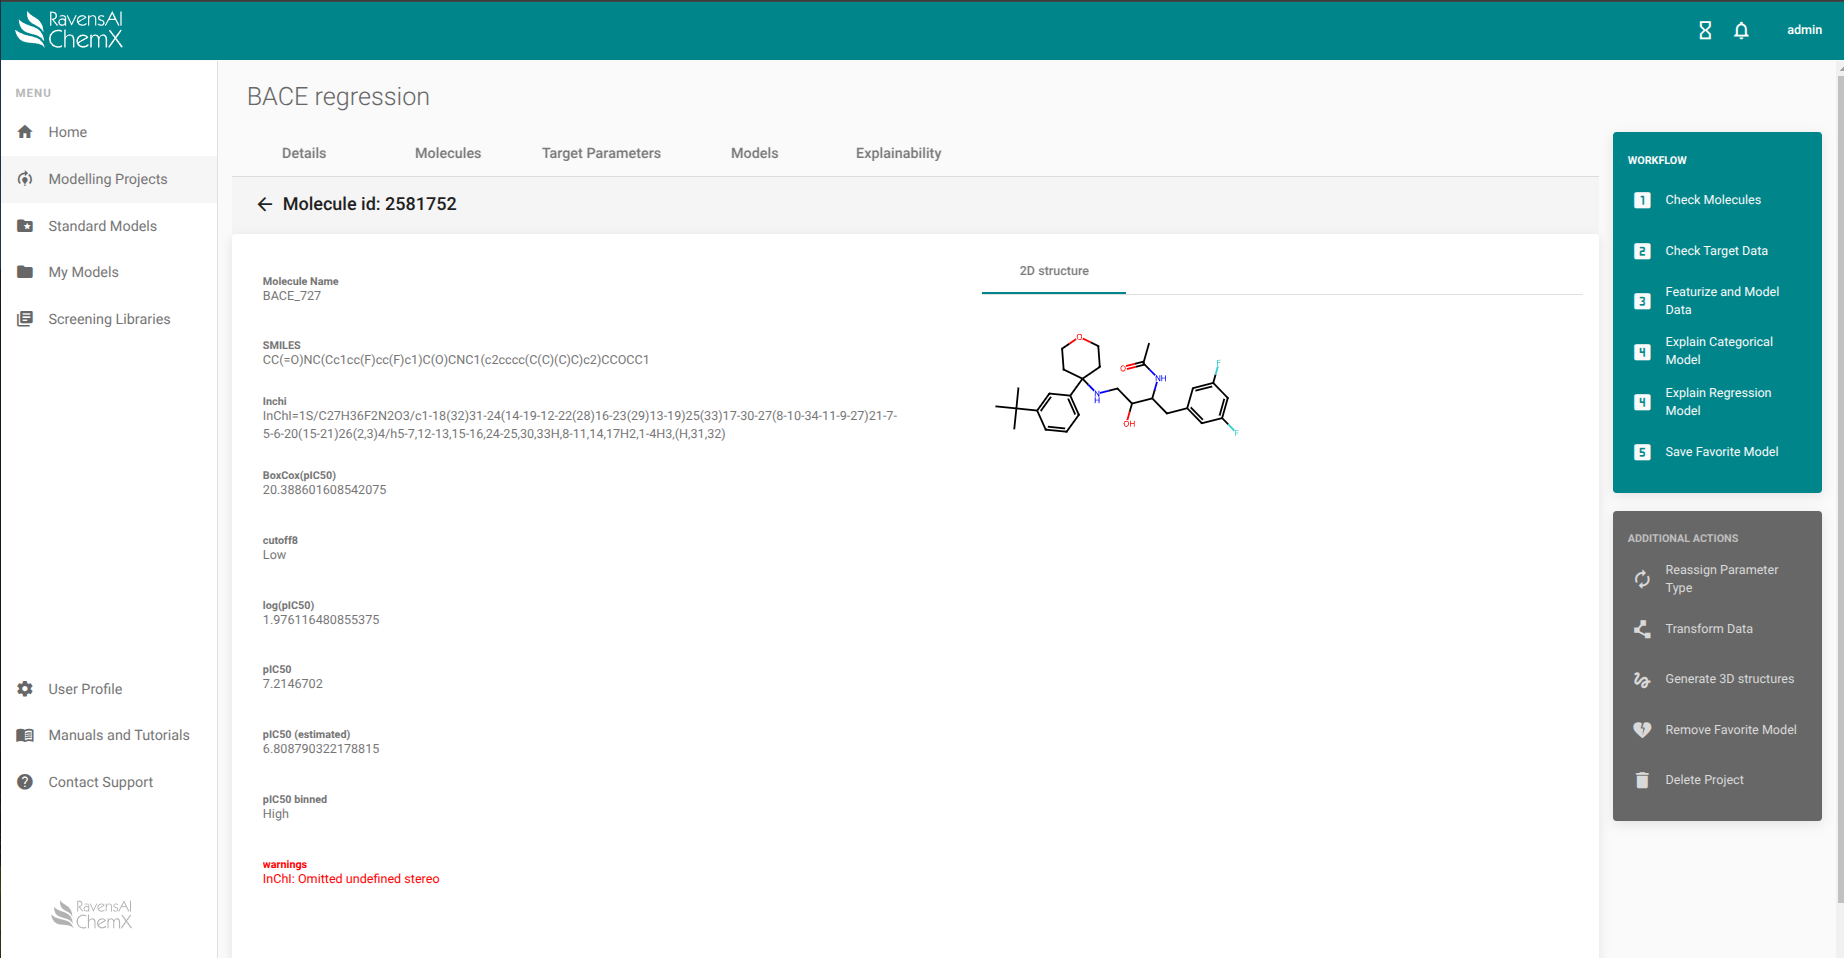 RavensAI
ChemX
admin
MENU
Home
Modelling Projects
Standard Models
My Models
Screening Libraries
User Profile
Manuals and Tutorials
Contact Support
RavensAI
ChemX
BACE regression
Details Molecules Target Parameters Models Explainability
Molecule id: 2581752
Molecule Name
BACE_727
SMILES
CC(=O)NC(Cc1cc(F)cc(F)c1)C(O)CNC1(c2cccc(C(C)(C)C)c2)CCOCC1
Inchi
InChI=1S/C27H36F2N2O3/c1-18(32)31-24(14-19-12-22(28)16-23(29)13-19)25(33)17-30-27(8-10-34-11-9-27)21-7-
5-6-20(15-21)26(2,3)4/h5-7,12-13,15-16,24-25,30,33H,8-11,14,17H2,1-4H3,(H,31,32)
BoxCox(pIC50)
20.388601608542075
cutoff8
Low
log(pIC50)
1.976116480855375
pIC50
7.2146702
pIC50 (estimated)
6.808790322178815
pIC50 binned
High
warnings
InChI: Omitted undefined stereo
2D structure
O
F
O
NH
N
H
OH
F
WORKFLOW
1 Check Molecules
2 Check Target Data
3 Featurize and Model
Data
4 Explain Categorical
Model
4 Explain Regression
Model
5 Save Favorite Model
ADDITIONAL ACTIONS
Reassign Parameter
Type
Transform Data
Generate 3D structures
Remove Favorite Model
Delete Project